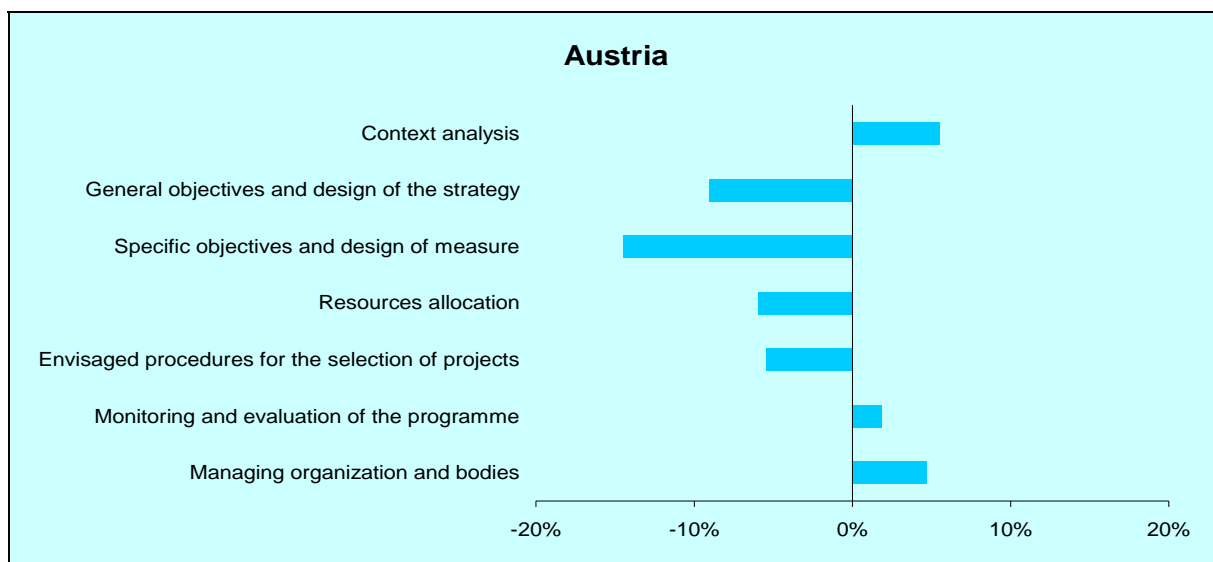 Austria
Context analysis
General objectives and design of the strategy
Specific objectives and design of measure
Resources allocation
Envisaged procedures for the selection of projects
Monitoring and evaluation of the programme
Managing organization and bodies
-20% -10% 0% 10% 20%